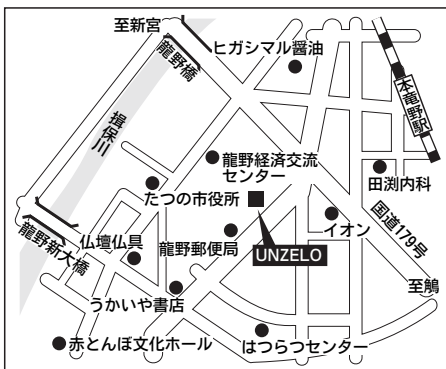 至新宮
龍野橋
ヒガシマル醤油
本竜野駅
揖保川
龍野経済交流
センター
田渕内科
たつの市役所
イオン
国道179号
龍野新大橋
仏壇仏具
龍野郵便局
UNZELO
至鵤
うかいや書店
赤とんぼ文化ホール
はつらつセンター